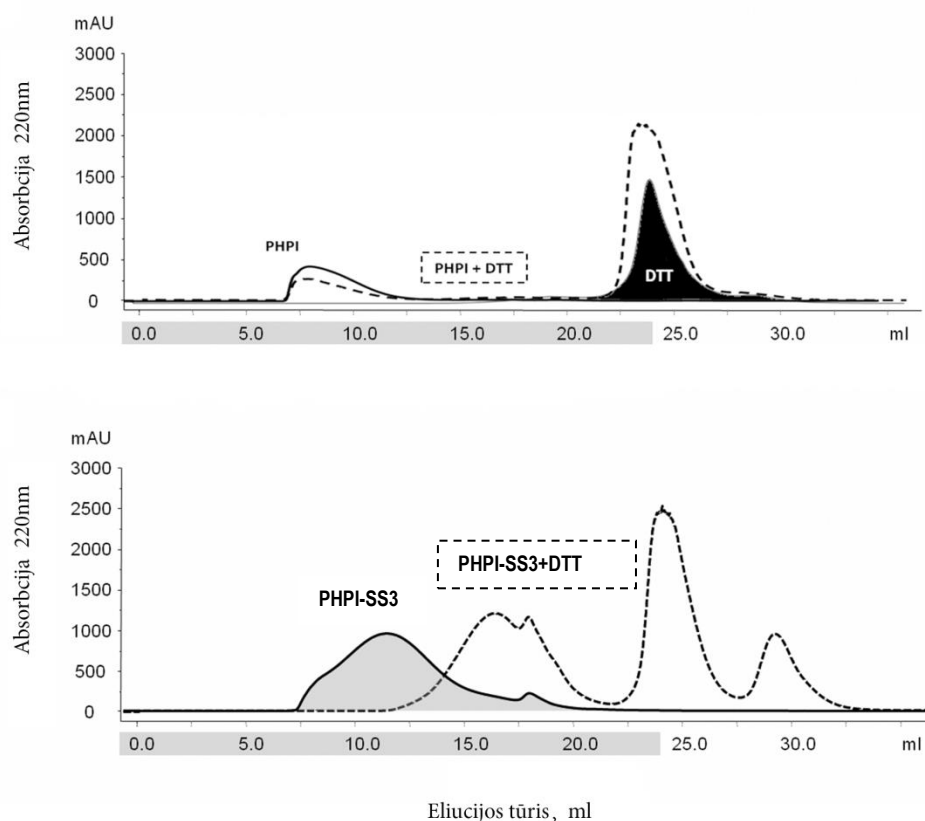 mAU
3000
2500
2000
1500
1000
500
0
Absorbcija 220nm
PHPI
PHPI + DTT
DTT
0.0 5.0 10.0 15.0 20.0 25.0 30.0 ml
mAU
3000
2500
2000
1500
1000
500
0
Absorbcija 220nm
PHPI-SS3
PHPI-SS3+DTT
0.0 5.0 10.0 15.0 20.0 25.0 30.0 ml
Eliucijos tūris, ml